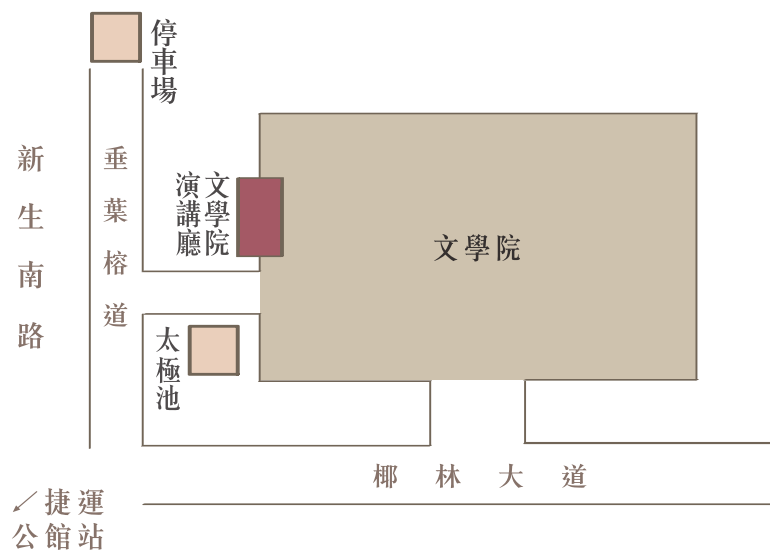 停車場
新生南路
垂葉榕道
文學院
演講廳
文學院
太極池
椰林大道
↙捷運
公館站